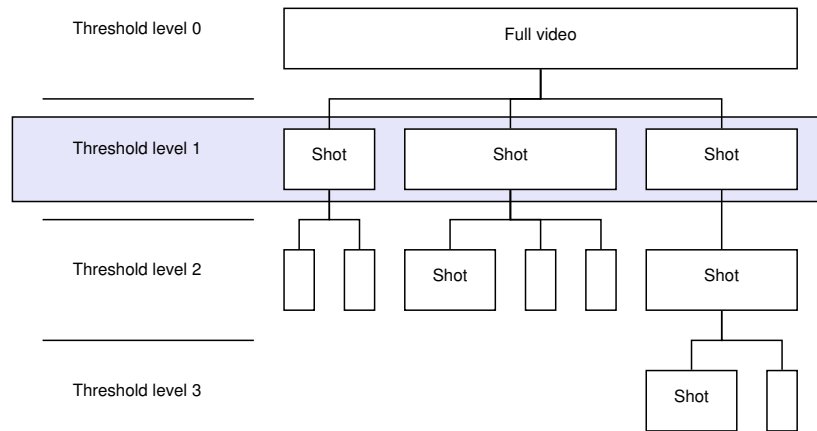 Threshold level 0
Full video
Threshold level 1
Shot
Shot
Shot
Threshold level 2
Shot
Shot
Threshold level 3
Shot